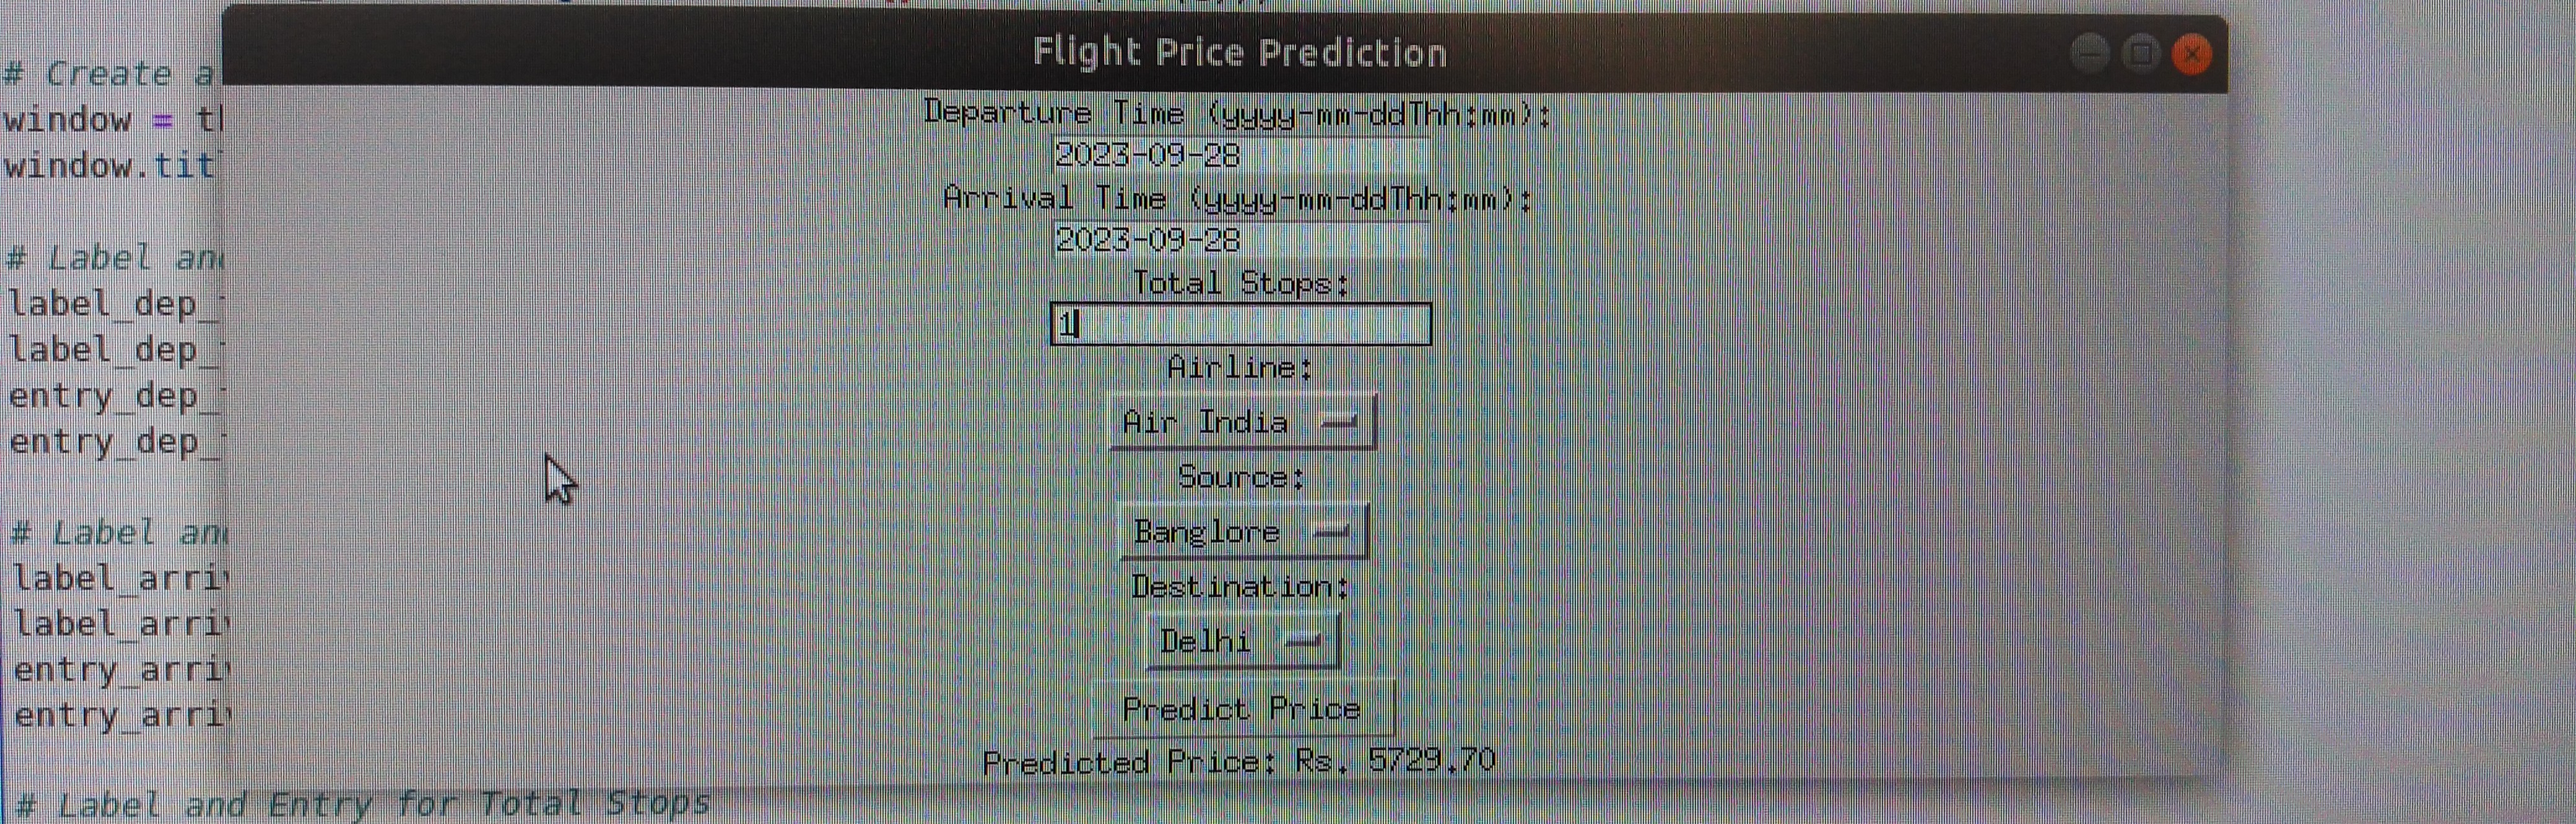 Flight Price Prediction
Departure Time (yyyy-mm-ddThh:mm):
2023-09-28
Arrival Time (yyyy-mm-ddThh:mm):
2023-09-28
Total Stops:
1
Airline:
Air India
Source:
Banglore
Destination:
Delhi
Predict Price
Predicted Price: Rs. 5729.70
# Create a
window = t
window.tit
# Label an
label_dep_
label_dep_
entry_dep_
entry_dep_
# Label an
label_arri
label_arri
entry_arri
entry_arri
# Label and Entry for Total Stops